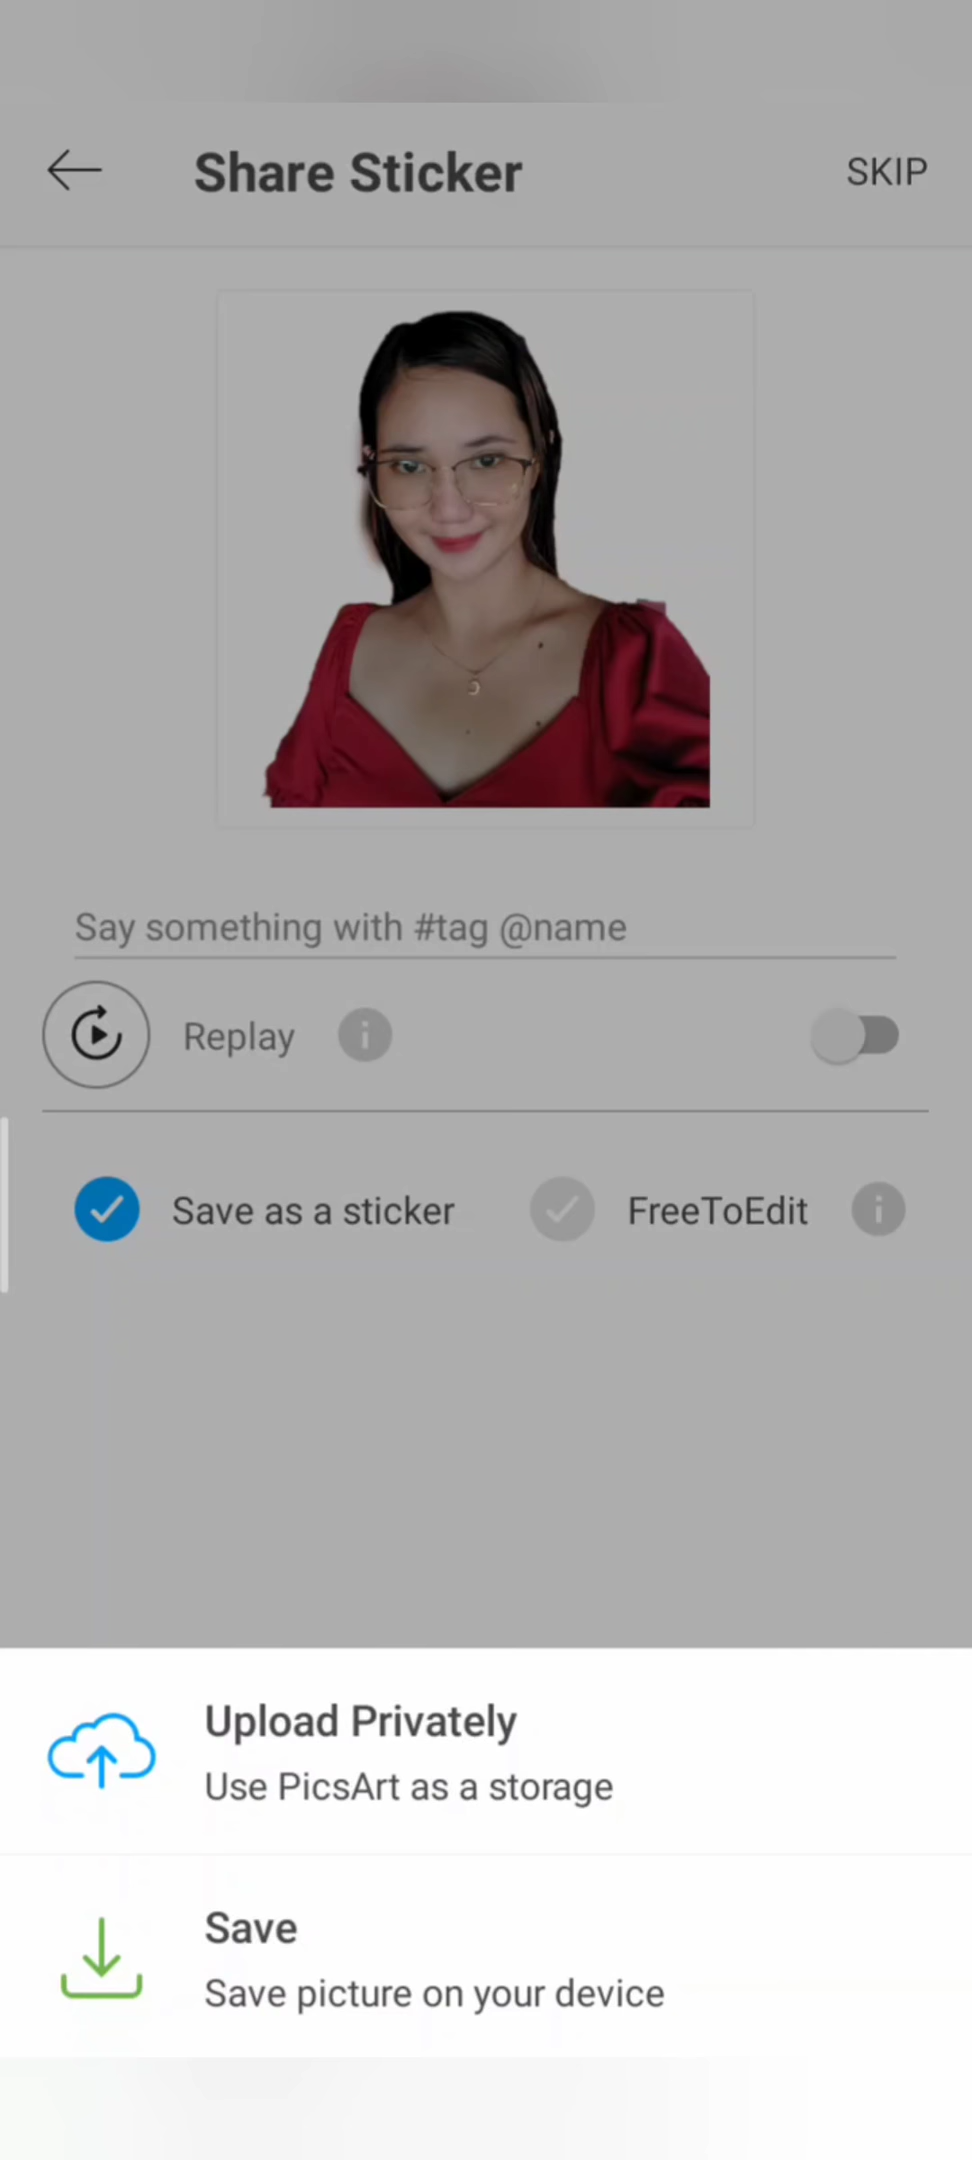 Share Sticker
SKIP
Say something with #tag @name
Replay
Save as a sticker
FreeToEdit
Upload Privately
Use PicsArt as a storage
Save
Save picture on your device